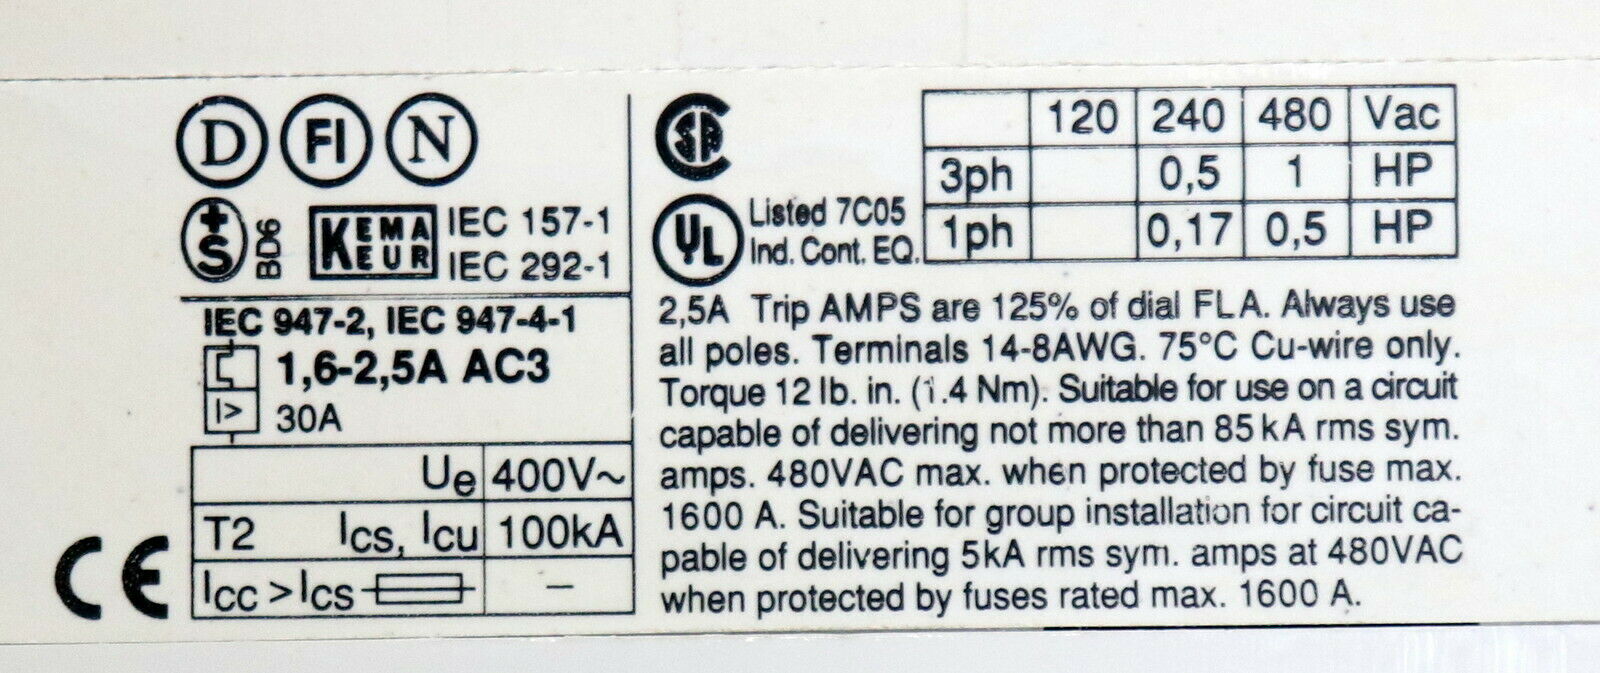 D FI N
+S BD6 KEMA KEUR IEC 157-1
IEC 292-1
IEC 947-2, IEC 947-4-1
1,6-2,5A AC3
I> 30A
Ue 400V~
T2 Ics, Icu 100kA
Icc > Ics –
CE
CSA
UL Listed 7C05
Ind. Cont. EQ.
120 240 480 Vac
3ph 0,5 1 HP
1ph 0,17 0,5 HP
2,5A Trip AMPS are 125% of dial FLA. Always use
all poles. Terminals 14-8AWG. 75°C Cu-wire only.
Torque 12 lb. in. (1.4 Nm). Suitable for use on a circuit
capable of delivering not more than 85kA rms sym.
amps. 480VAC max. when protected by fuse max.
1600 A. Suitable for group installation for circuit ca-
pable of delivering 5kA rms sym. amps at 480VAC
when protected by fuses rated max. 1600 A.